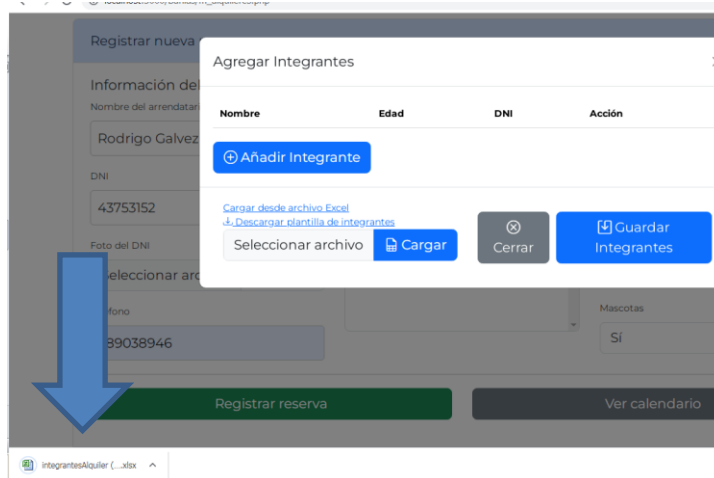 Registrar nueva
Agregar Integrantes
Información del
Nombre del arrendatar
Nombre Edad DNI Acción
Rodrigo Galvez
Añadir Integrante
DNI
43753152
Cargar desde archivo Excel
Descargar plantilla de integrantes
Seleccionar archivo Cargar
Cerrar
Guardar
Integrantes
Foto del DNI
eleccionar arc
fono
Mascotas
89038946
Sí
Registrar reserva Ver calendario
integrantesAlquiler (....xlsx